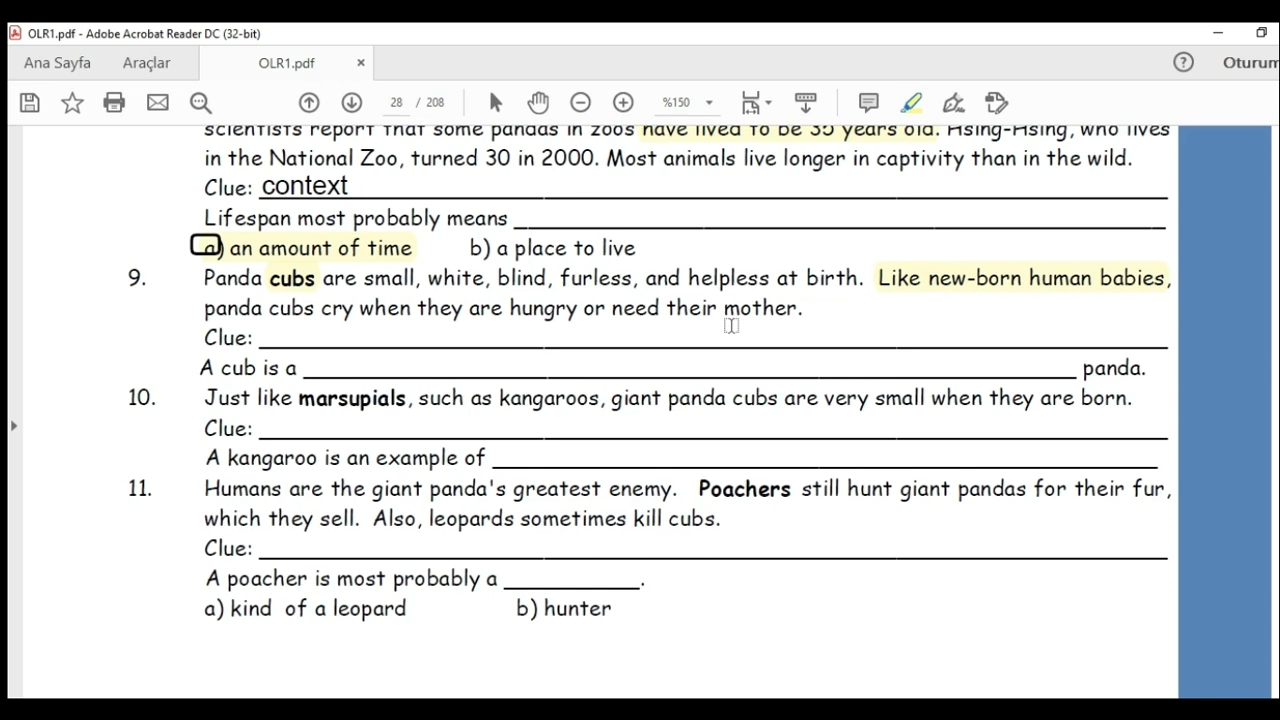 OLR1.pdf - Adobe Acrobat Reader DC (32-bit)
Ana Sayfa Araçlar OLR1.pdf × ? Oturum
28 / 208 %150
scientists report that some pandas in zoos have lived to be 35 years old. Hsing-Hsing, who lives
in the National Zoo, turned 30 in 2000. Most animals live longer in captivity than in the wild.
Clue: context
Lifespan most probably means ___
a) an amount of time b) a place to live
9. Panda cubs are small, white, blind, furless, and helpless at birth. Like new-born human babies,
panda cubs cry when they are hungry or need their mother.
Clue: ___
A cub is a ___ panda.
10. Just like marsupials, such as kangaroos, giant panda cubs are very small when they are born.
Clue: ___
A kangaroo is an example of ___
11. Humans are the giant panda's greatest enemy. Poachers still hunt giant pandas for their fur,
which they sell. Also, leopards sometimes kill cubs.
Clue: ___
A poacher is most probably a ___.
a) kind of a leopard b) hunter